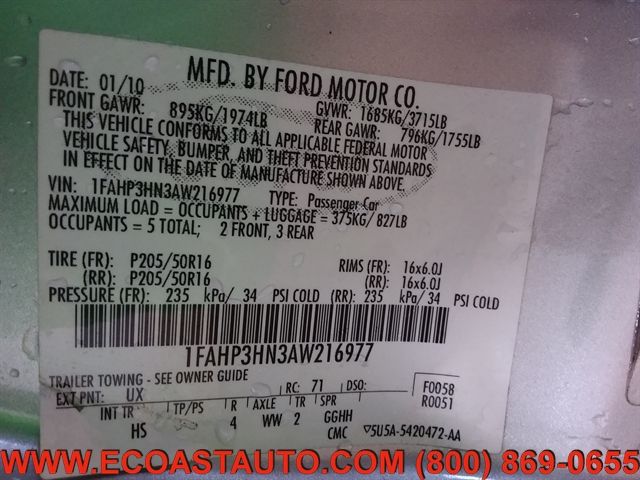 MFD. BY FORD MOTOR CO.
DATE: 01/10 GVWR: 1685KG/3715LB
FRONT GAWR: 895KG/1974LB REAR GAWR: 796KG/1755LB
THIS VEHICLE CONFORMS TO ALL APPLICABLE FEDERAL MOTOR
VEHICLE SAFETY, BUMPER, AND THEFT PREVENTION STANDARDS
IN EFFECT ON THE DATE OF MANUFACTURE SHOWN ABOVE.
VIN: 1FAHP3HN3AW216977 TYPE: Passenger Car
MAXIMUM LOAD = OCCUPANTS + LUGGAGE = 375KG/ 827LB
OCCUPANTS = 5 TOTAL; 2 FRONT, 3 REAR
TIRE (FR): P205/50R16 RIMS (FR): 16x6.0J
(RR): P205/50R16 (RR): 16x6.0J
PRESSURE (FR): 235 kPa/ 34 PSI COLD (RR): 235 kPa/ 34 PSI COLD
1FAHP3HN3AW216977
TRAILER TOWING - SEE OWNER GUIDE
EXT PNT: UX RC: 71 DSO: F0058
R0051
INT TR TP/PS R AXLE TR SPR
HS 4 WW 2 GGHH
CMC ▽5U5A-5420472-AA
WWW.ECOASTAUTO.COM (800) 869-0655